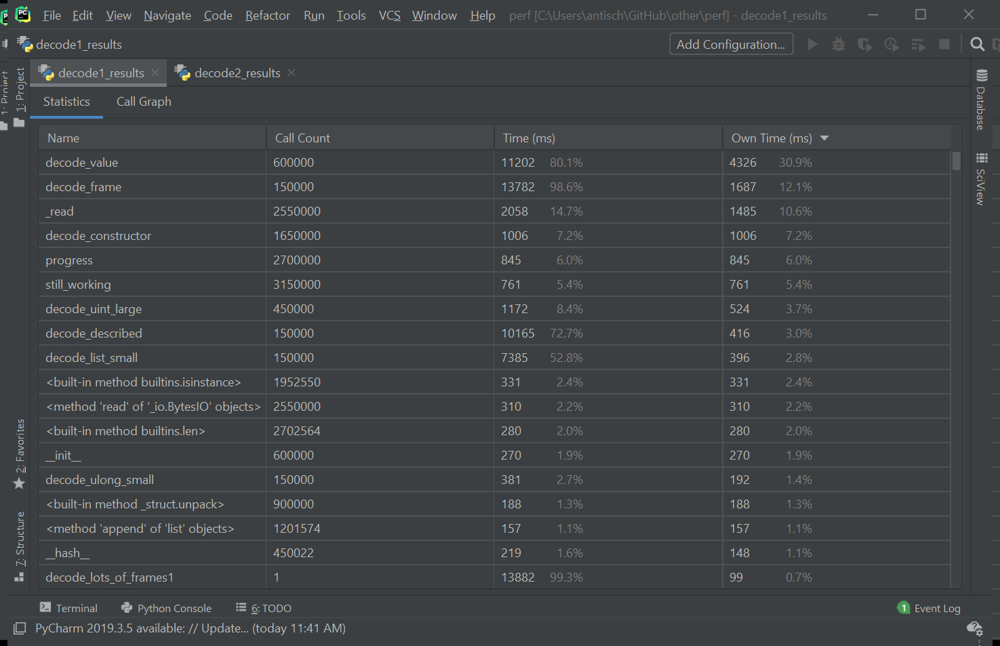 PC File Edit View Navigate Code Refactor Run Tools VCS Window Help perf [C:\Users\antisch\GitHub\other\perf] - decode1_results
decode1_results Add Configuration...
decode1_results decode2_results
Statistics Call Graph
Name Call Count Time (ms) Own Time (ms)
decode_value 600000 11202 80.1% 4326 30.9%
decode_frame 150000 13782 98.6% 1687 12.1%
_read 2550000 2058 14.7% 1485 10.6%
decode_constructor 1650000 1006 7.2% 1006 7.2%
progress 2700000 845 6.0% 845 6.0%
still_working 3150000 761 5.4% 761 5.4%
decode_uint_large 450000 1172 8.4% 524 3.7%
decode_described 150000 10165 72.7% 416 3.0%
decode_list_small 150000 7385 52.8% 396 2.8%
<built-in method builtins.isinstance> 1952550 331 2.4% 331 2.4%
<method 'read' of '_io.BytesIO' objects> 2550000 310 2.2% 310 2.2%
<built-in method builtins.len> 2702564 280 2.0% 280 2.0%
__init__ 600000 270 1.9% 270 1.9%
decode_ulong_small 150000 381 2.7% 192 1.4%
<built-in method _struct.unpack> 900000 188 1.3% 188 1.3%
<method 'append' of 'list' objects> 1201574 157 1.1% 157 1.1%
__hash__ 450022 219 1.6% 148 1.1%
decode_lots_of_frames1 1 13882 99.3% 99 0.7%
1: Project
1: Project
2: Favorites
7: Structure
Database
SciView
Terminal Python Console 6: TODO 1 Event Log
PyCharm 2019.3.5 available: // Update... (today 11:41 AM)